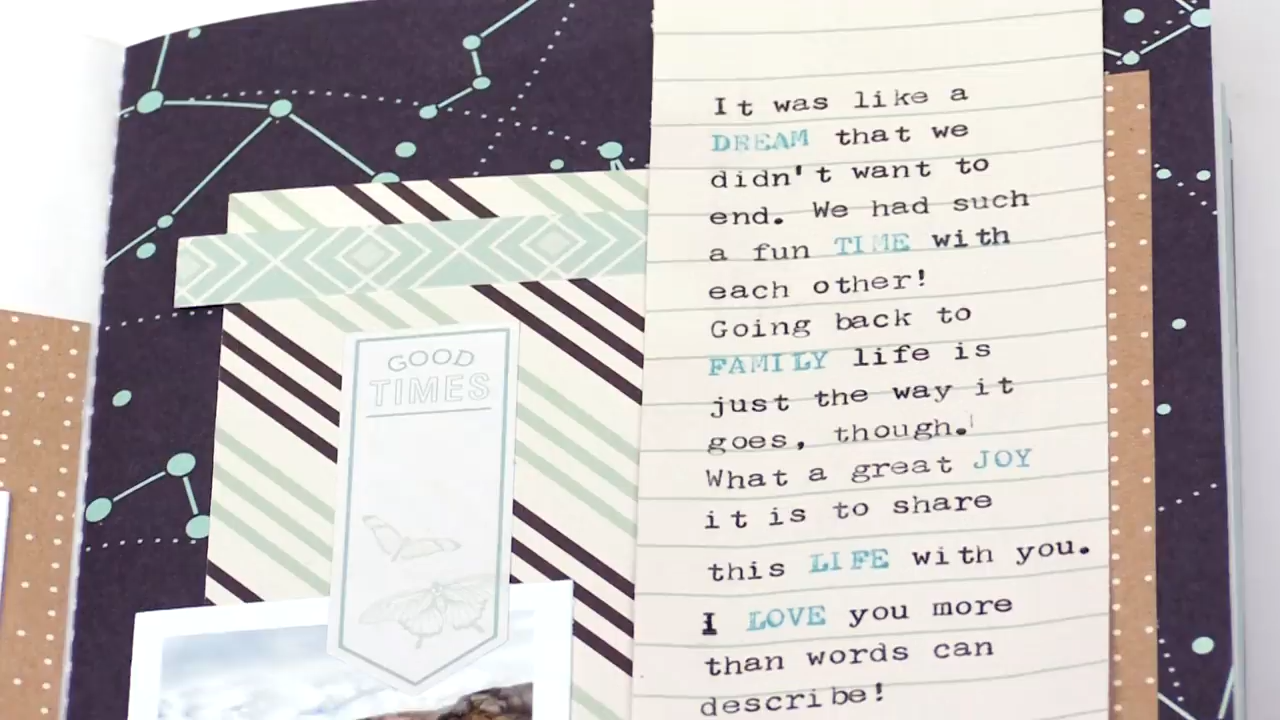 GOOD
TIMES
It was like a
DREAM that we
didn't want to
end. We had such
a fun TIME with
each other!
Going back to
FAMILY life is
just the way it
goes, though.
What a great JOY
it is to share
this LIFE with you.
I LOVE you more
than words can
describe!